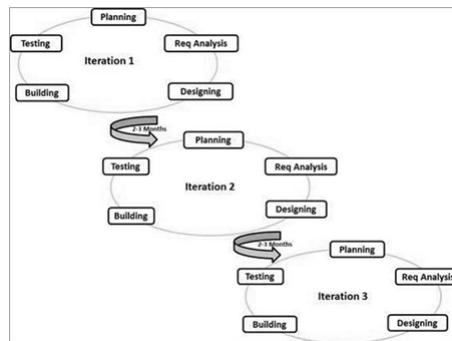 Planning
Testing
Req Analysis
Iteration 1
Building
Designing
2-3 Months
Planning
Testing
Req Analysis
Iteration 2
Building
Designing
2-3 Months
Planning
Testing
Req Analysis
Iteration 3
Building
Designing